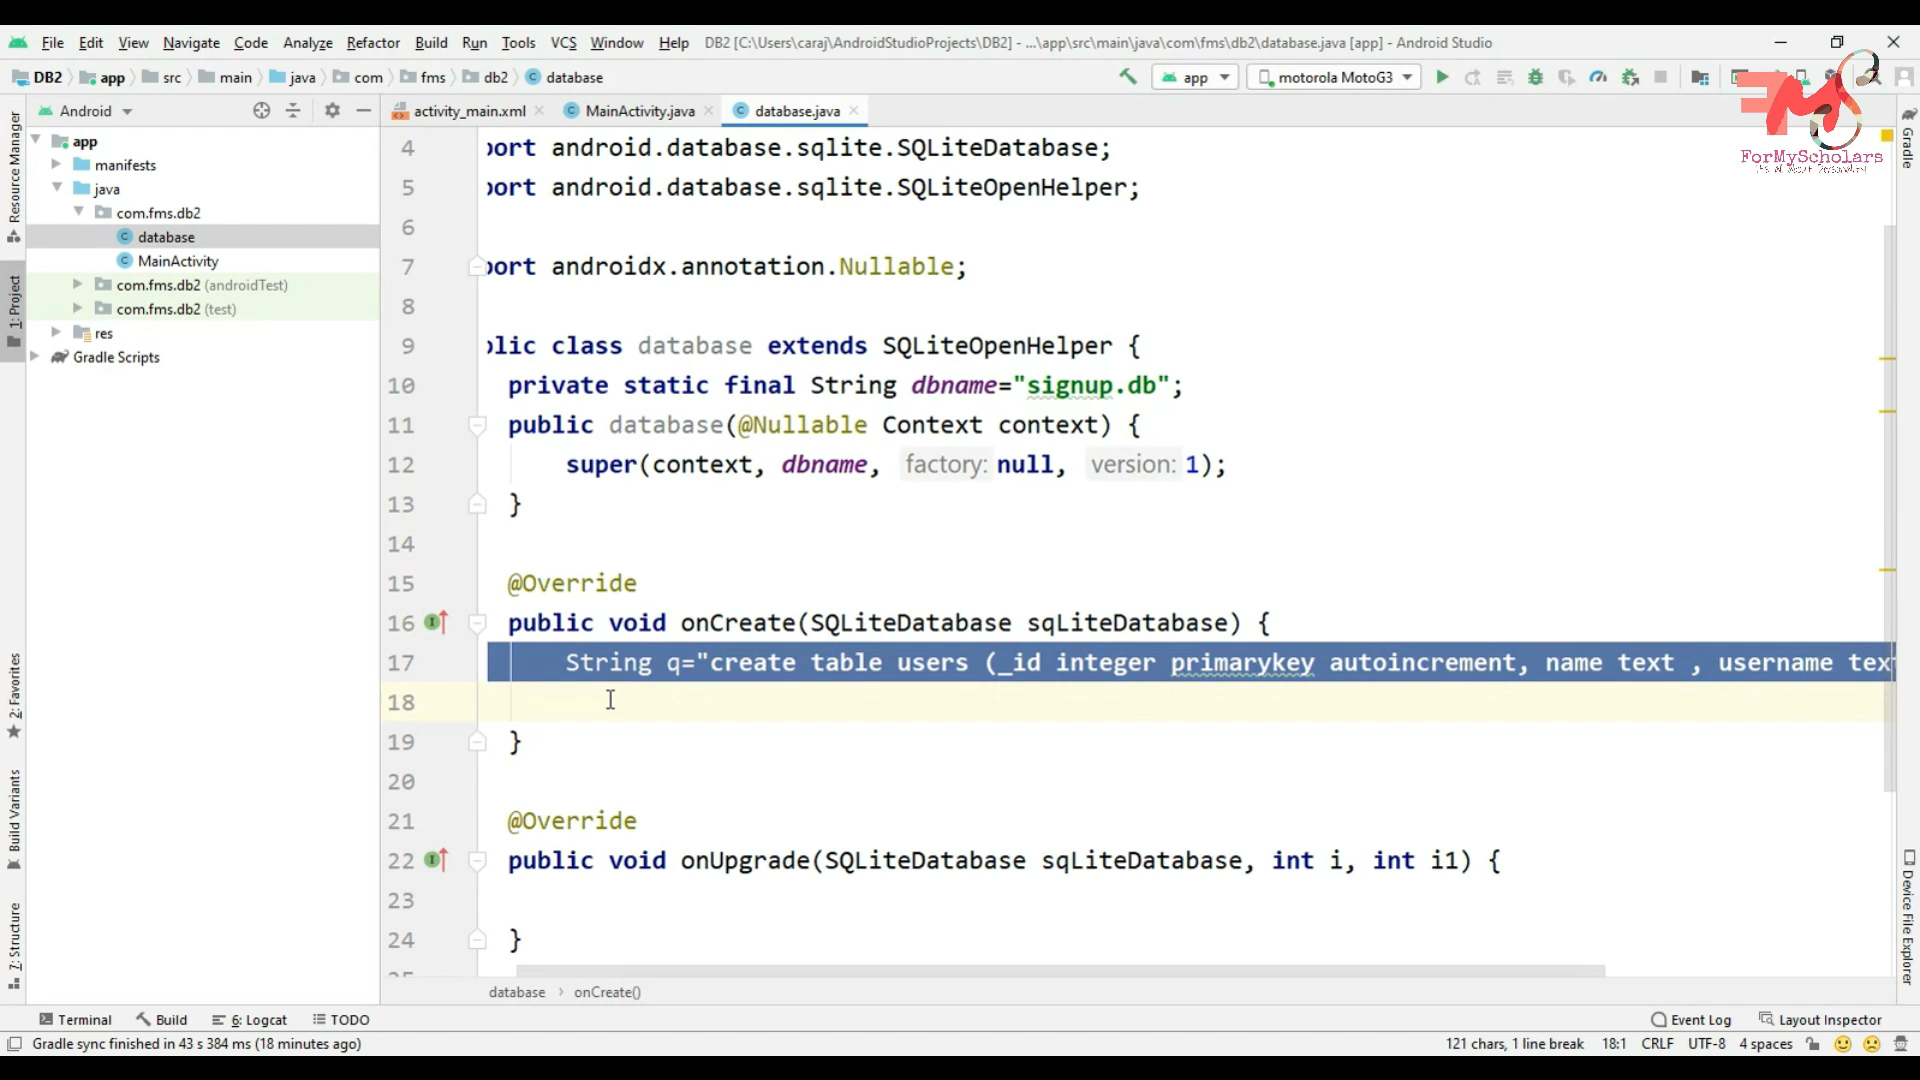 File Edit View Navigate Code Analyze Refactor Build Run Tools VCS Window Help DB2 [C:\Users\caraj\AndroidStudioProjects\DB2] - ...\app\src\main\java\com\fms\db2\database.java [app] - Android Studio
DB2 app src main java com fms db2 database app motorola MotoG3
Android activity_main.xml MainActivity.java database.java
ForMyScholars
Resource Manager
1: Project
2: Favorites
Build Variants
7: Structure
app
manifests
java
com.fms.db2
database
MainActivity
com.fms.db2 (androidTest)
com.fms.db2 (test)
res
Gradle Scripts
4 port android.database.sqlite.SQLiteDatabase;
5 port android.database.sqlite.SQLiteOpenHelper;
6
7 port androidx.annotation.Nullable;
8
9 blic class database extends SQLiteOpenHelper {
10 private static final String dbname="signup.db";
11 public database(@Nullable Context context) {
12 super(context, dbname, factory: null, version: 1);
13 }
14
15 @Override
16 public void onCreate(SQLiteDatabase sqLiteDatabase) {
17 String q="create table users (_id integer primarykey autoincrement, name text , username tex
18
19 }
20
21 @Override
22 public void onUpgrade(SQLiteDatabase sqLiteDatabase, int i, int i1) {
23
24 }
25
Gradle
Device File Explorer
database › onCreate()
Terminal Build 6: Logcat TODO Event Log Layout Inspector
Gradle sync finished in 43 s 384 ms (18 minutes ago) 121 chars, 1 line break 18:1 CRLF UTF-8 4 spaces